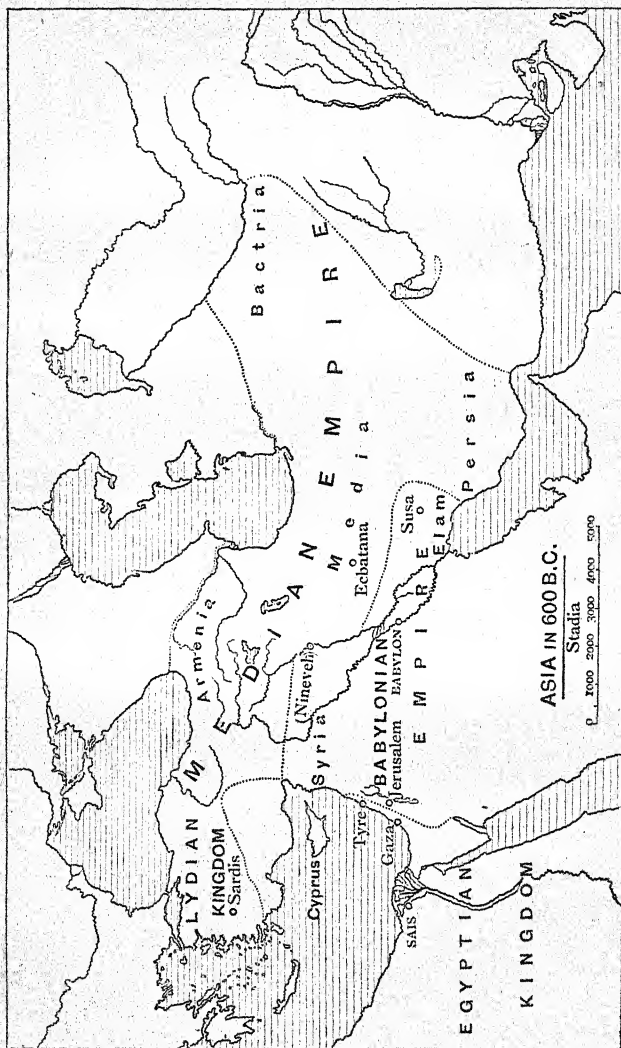 ASIA IN 600 B.C.
Stadia
0 1000 2000 3000 4000 5000
LYDIAN
KINGDOM
Sardis
MEDIAN EMPIRE
Armenia
Bactria
Media
Ecbatana
Persia
Susa
Elam
(Nineveh)
Syria
BABYLONIAN
EMPIRE
BABYLON
Jerusalem
Tyre
Gaza
Cyprus
SAIS
EGYPTIAN
KINGDOM